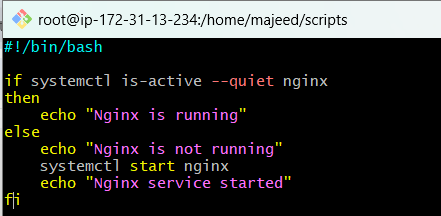 root@ip-172-31-13-234:/home/majeed/scripts
#!/bin/bash
if systemctl is-active --quiet nginx
then
    echo "Nginx is running"
else
    echo "Nginx is not running"
    systemctl start nginx
    echo "Nginx service started"
fi